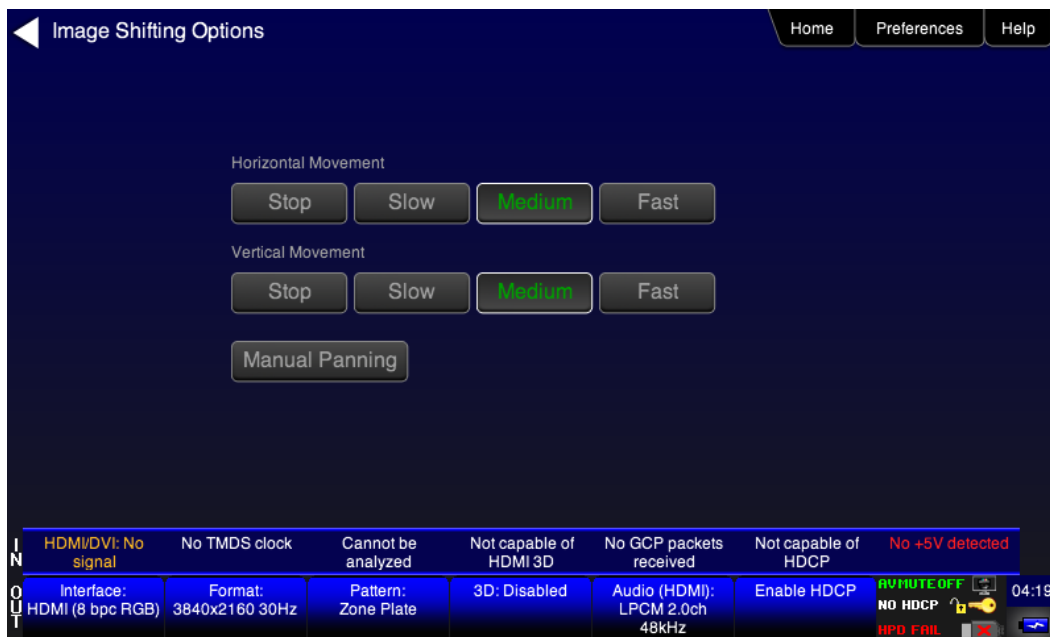 Image Shifting Options
Home
Preferences
Help
Horizontal Movement
Stop
Slow
Medium
Fast
Vertical Movement
Stop
Slow
Medium
Fast
Manual Panning
IN
HDMI/DVI: No
signal
No TMDS clock
Cannot be
analyzed
Not capable of
HDMI 3D
No GCP packets
received
Not capable of
HDCP
No +5V detected
OUT
Interface:
HDMI (8 bpc RGB)
Format:
3840x2160 30Hz
Pattern:
Zone Plate
3D: Disabled
Audio (HDMI):
LPCM 2.0ch
48kHz
Enable HDCP
AVMUTEOFF
NO HDCP
HPD FAIL
04:19